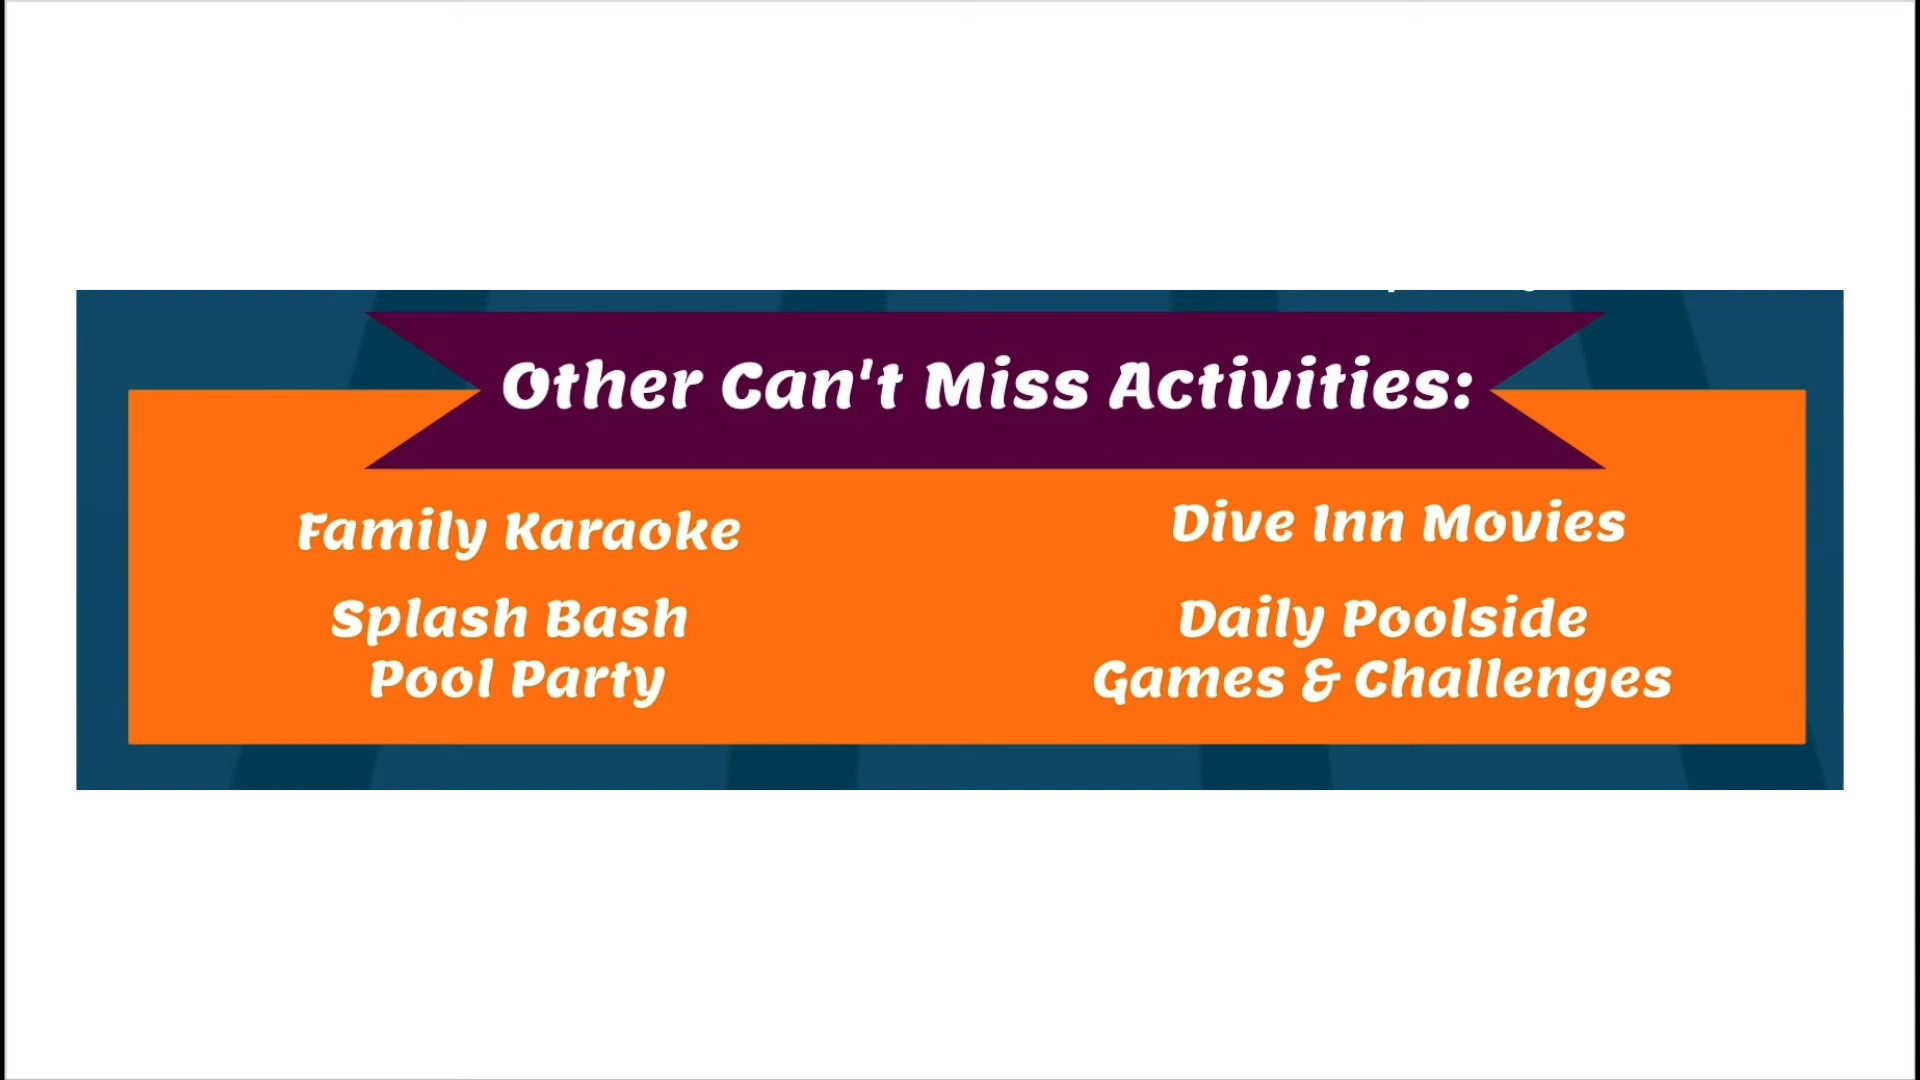 Other Can't Miss Activities:
Family Karaoke
Splash Bash
Pool Party
Dive Inn Movies
Daily Poolside
Games & Challenges